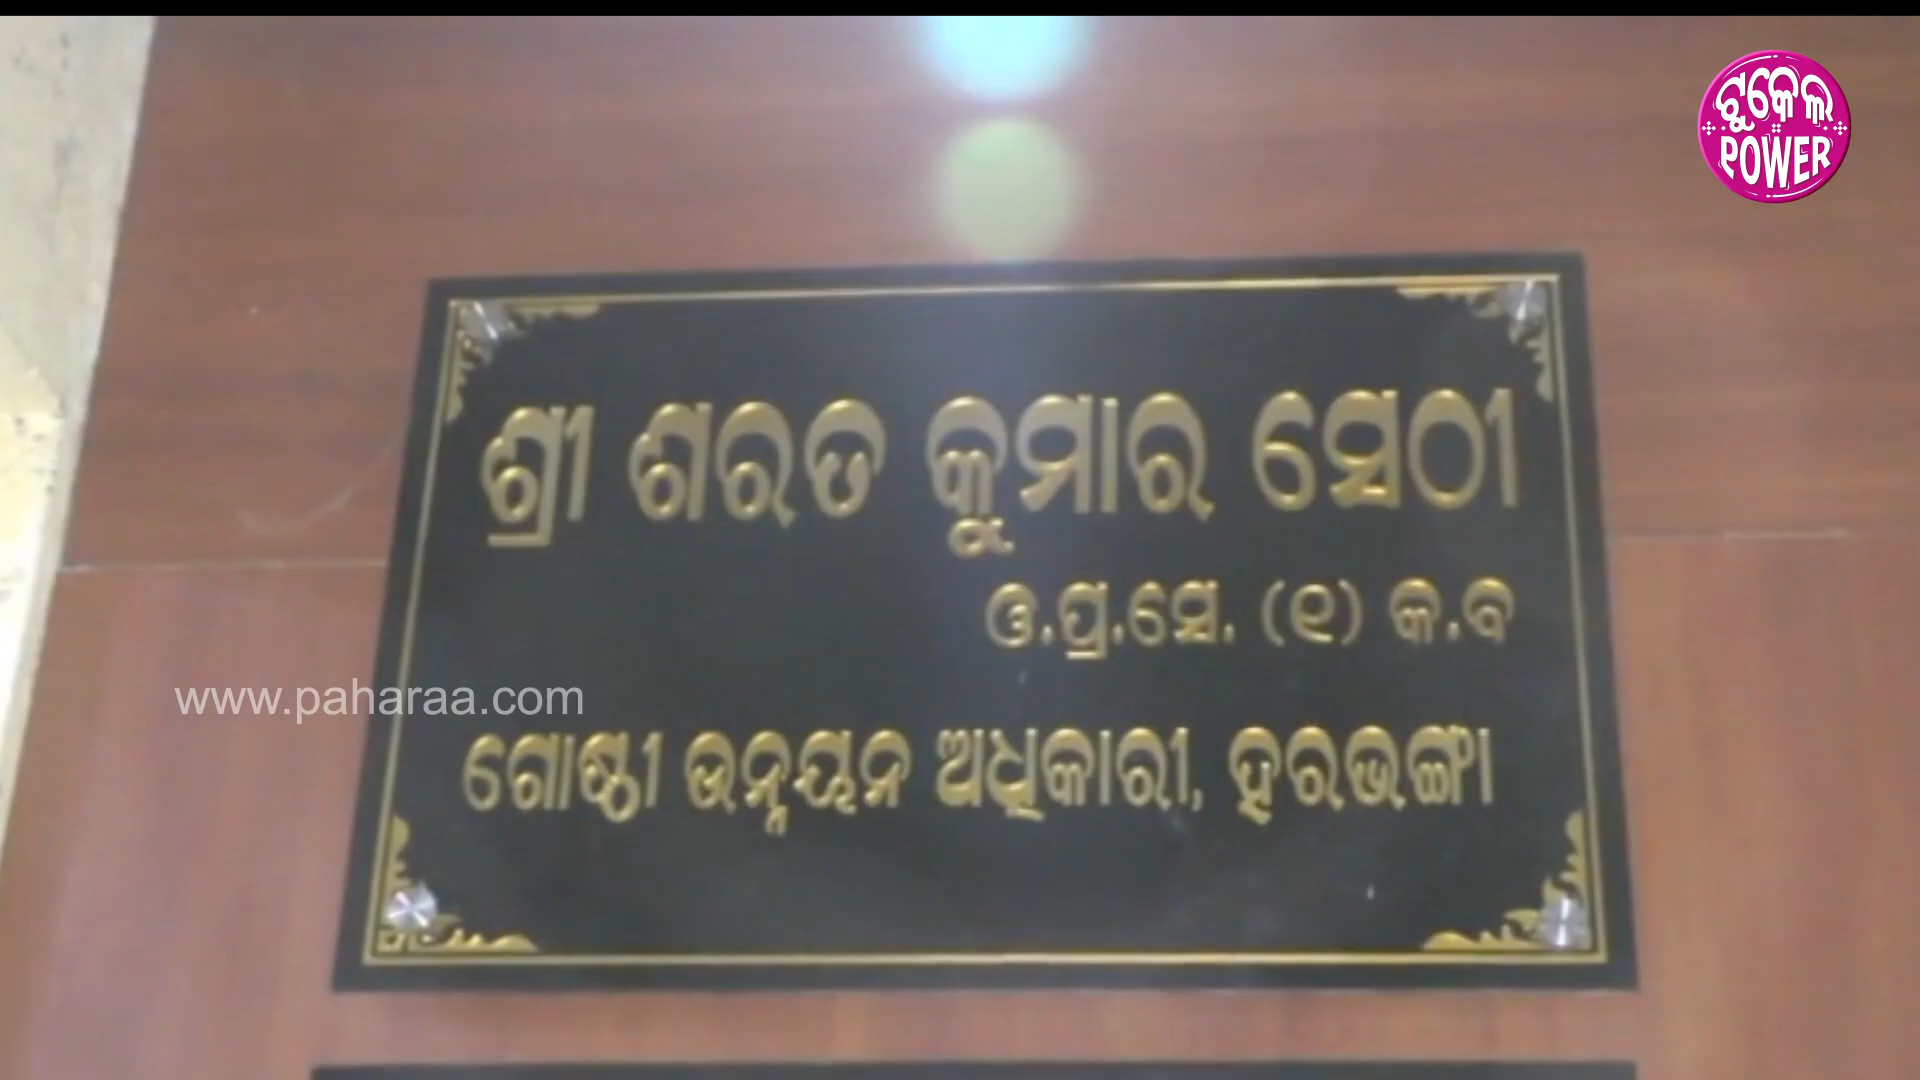 ଟୁକେଲ
POWER
ଶ୍ରୀ ଶରତ କୁମାର ସେଠୀ
ଓ.ପ୍ର.ସେ. (୧) କ.ବ
www.paharaa.com
ଗୋଷ୍ଠୀ ଉନ୍ନୟନ ଅଧିକାରୀ, ହରଭଙ୍ଗା